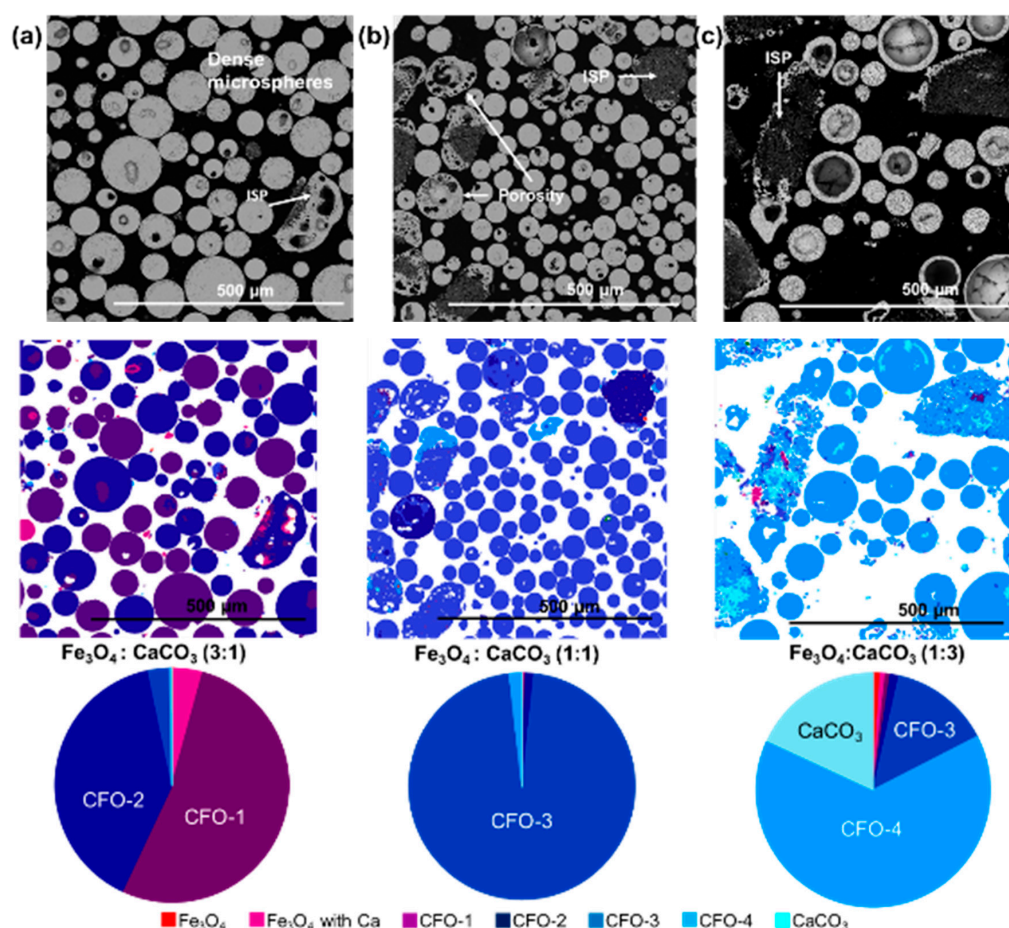 (a)
Dense
microspheres
ISP
500 µm
(b)
ISP
Porosity
500 µm
(c)
ISP
500 µm
500 µm
500 µm
500 µm
Fe₃O₄ : CaCO₃ (3:1)
Fe₃O₄ : CaCO₃ (1:1)
Fe₃O₄:CaCO₃ (1:3)
CFO-2
CFO-1
CFO-3
CaCO₃
CFO-3
CFO-4
Fe₃O₄ Fe₃O₄ with Ca CFO-1 CFO-2 CFO-3 CFO-4 CaCO₃